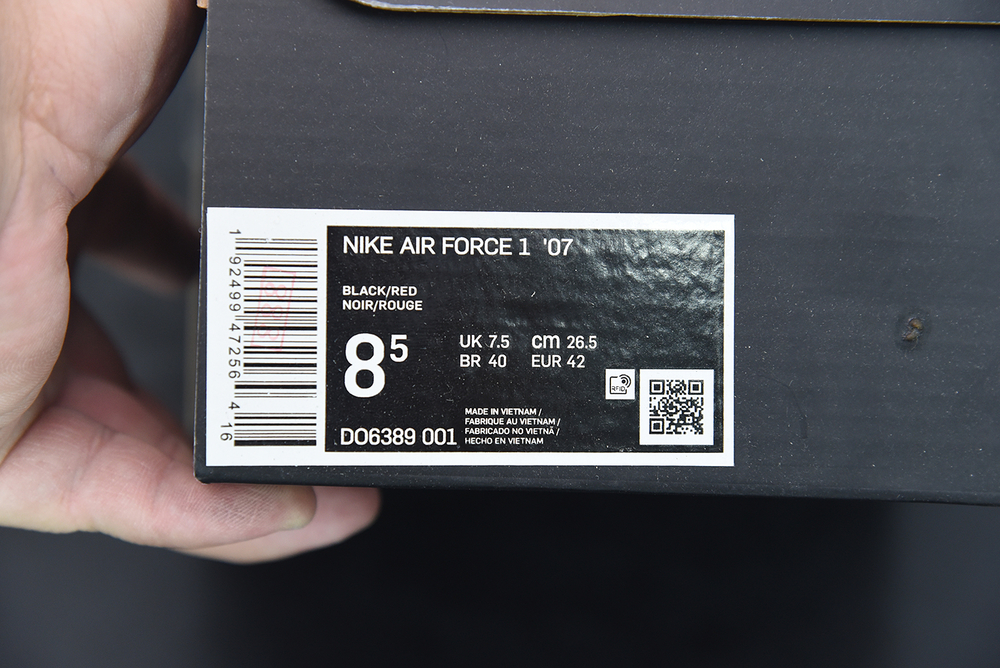 NIKE AIR FORCE 1 '07
BLACK/RED
NOIR/ROUGE
8⁵
UK 7.5 cm 26.5
BR 40 EUR 42
RFID
MADE IN VIETNAM /
FABRIQUE AU VIETNAM /
FABRICADO NO VIETNÃ /
HECHO EN VIETNAM
DO6389 001
1 92499 47256 4 16